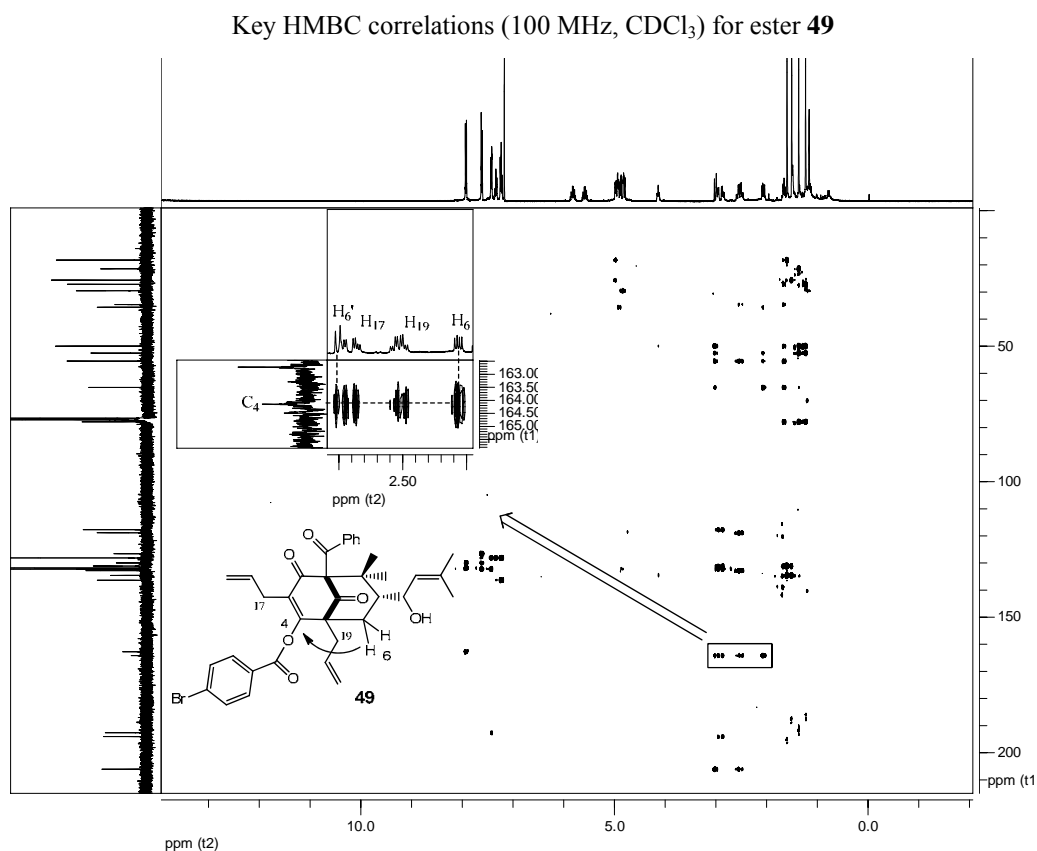 Key HMBC correlations (100 MHz, CDCl3) for ester 49
H6' H17 H19 H6
C4
163.00
163.50
164.00
164.50
165.00
ppm (t1)
2.50
ppm (t2)
O Ph
O
O
17
4
OH
O
19
H
H
6
Br
O
49
50
100
150
200
ppm (t1
10.0 5.0 0.0
ppm (t2)